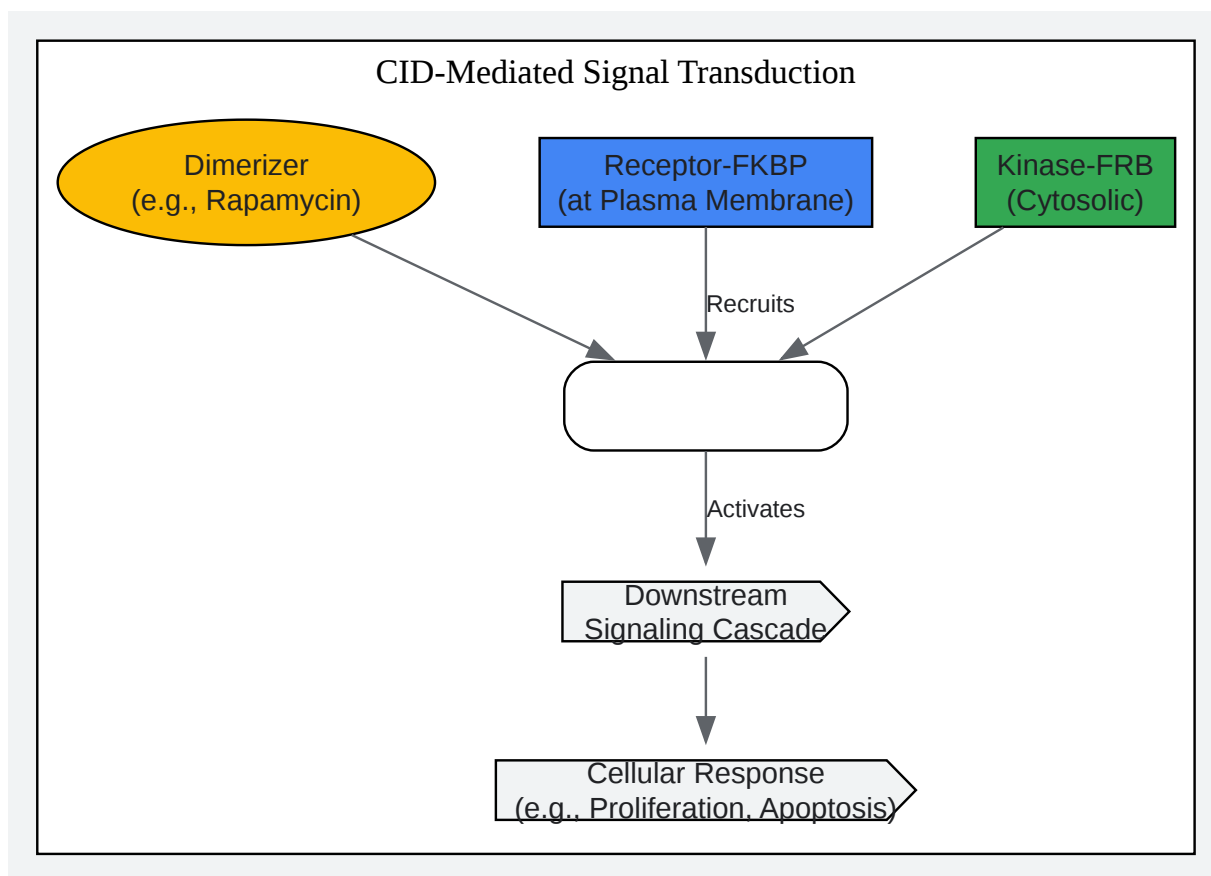 CID-Mediated Signal Transduction
Dimerizer
(e.g., Rapamycin)
Receptor-FKBP
(at Plasma Membrane)
Kinase-FRB
(Cytosolic)
Recruits
Activates
Downstream
Signaling Cascade
Cellular Response
(e.g., Proliferation, Apoptosis)